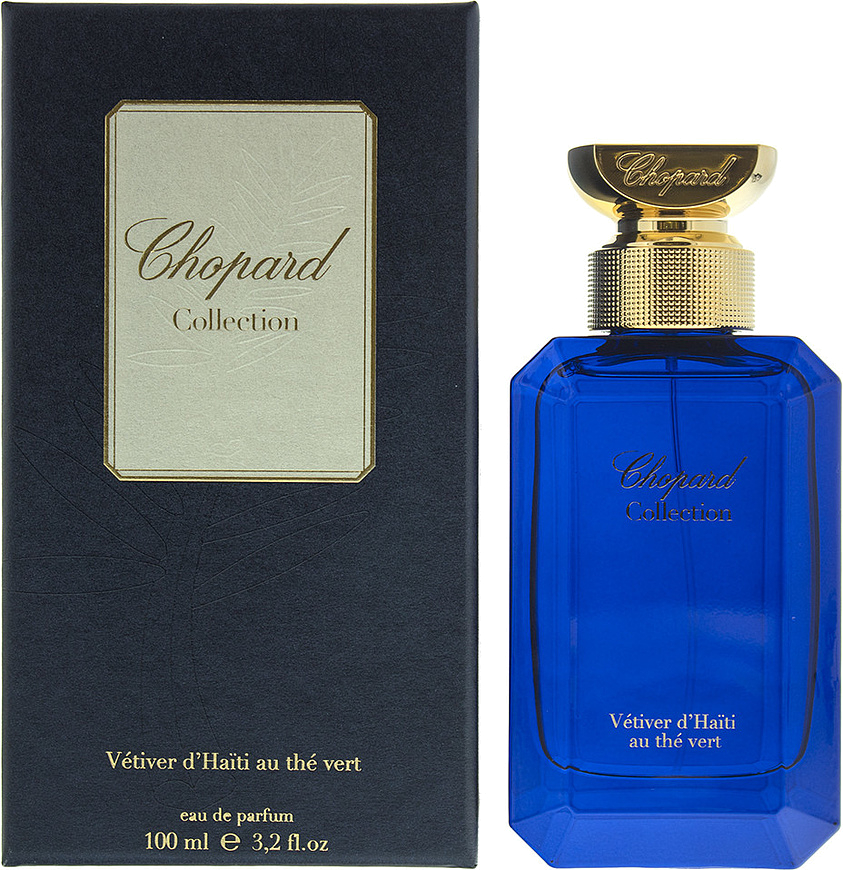 Chopard
Collection
Vétiver d'Haïti au thé vert
eau de parfum
100 ml ℮ 3,2 fl.oz
Chopard
Chopard
Collection
Vétiver d'Haïti
au thé vert